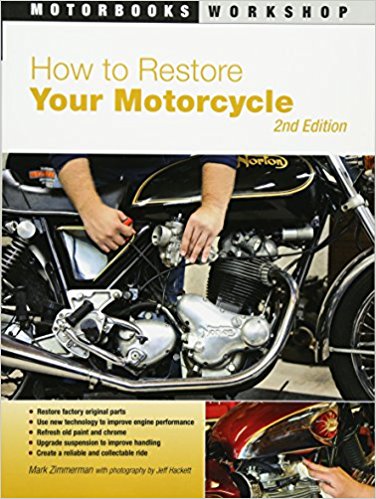 MOTORBOOKS WORKSHOP
How to Restore
Your Motorcycle
2nd Edition
Norton
NORTON
• Restore factory original parts
• Use new technology to improve engine performance
• Refresh old paint and chrome
• Upgrade suspension to improve handling
• Create a reliable and collectable ride
Mark Zimmerman with photography by Jeff Hackett